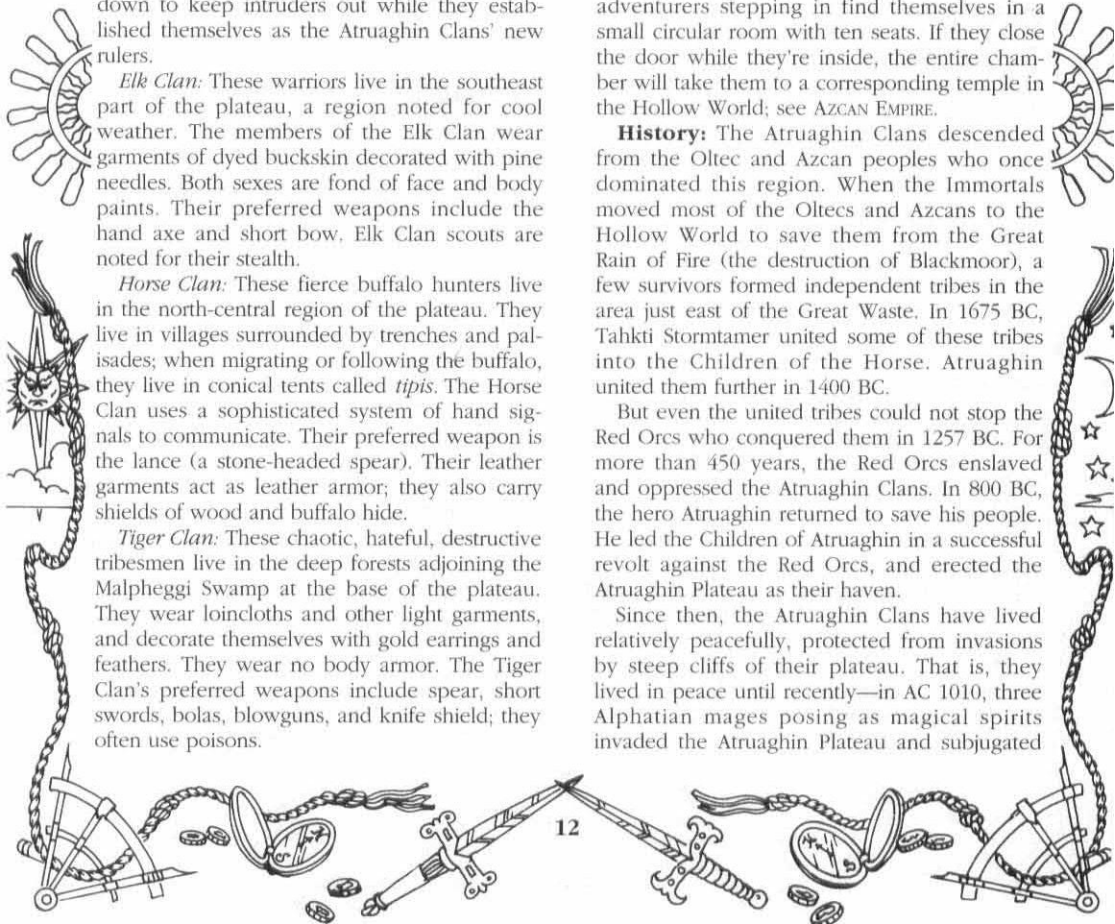 down to keep intruders out while they estab-
lished themselves as the Atruaghin Clans' new
rulers.
Elk Clan: These warriors live in the southeast
part of the plateau, a region noted for cool
weather. The members of the Elk Clan wear
garments of dyed buckskin decorated with pine
needles. Both sexes are fond of face and body
paints. Their preferred weapons include the
hand axe and short bow. Elk Clan scouts are
noted for their stealth.
Horse Clan: These fierce buffalo hunters live
in the north-central region of the plateau. They
live in villages surrounded by trenches and pal-
isades; when migrating or following the buffalo,
they live in conical tents called tipis. The Horse
Clan uses a sophisticated system of hand sig-
nals to communicate. Their preferred weapon is
the lance (a stone-headed spear). Their leather
garments act as leather armor; they also carry
shields of wood and buffalo hide.
Tiger Clan: These chaotic, hateful, destructive
tribesmen live in the deep forests adjoining the
Malpheggi Swamp at the base of the plateau.
They wear loincloths and other light garments,
and decorate themselves with gold earrings and
feathers. They wear no body armor. The Tiger
Clan's preferred weapons include spear, short
swords, bolas, blowguns, and knife shield; they
often use poisons.
adventurers stepping in find themselves in a
small circular room with ten seats. If they close
the door while they're inside, the entire cham-
ber will take them to a corresponding temple in
the Hollow World; see AZCAN EMPIRE.
History: The Atruaghin Clans descended
from the Oltec and Azcan peoples who once
dominated this region. When the Immortals
moved most of the Oltecs and Azcans to the
Hollow World to save them from the Great
Rain of Fire (the destruction of Blackmoor), a
few survivors formed independent tribes in the
area just east of the Great Waste. In 1675 BC,
Tahkti Stormtamer united some of these tribes
into the Children of the Horse. Atruaghin
united them further in 1400 BC.
But even the united tribes could not stop the
Red Orcs who conquered them in 1257 BC. For
more than 450 years, the Red Orcs enslaved
and oppressed the Atruaghin Clans. In 800 BC,
the hero Atruaghin returned to save his people.
He led the Children of Atruaghin in a successful
revolt against the Red Orcs, and erected the
Atruaghin Plateau as their haven.
Since then, the Atruaghin Clans have lived
relatively peacefully, protected from invasions
by steep cliffs of their plateau. That is, they
lived in peace until recently—in AC 1010, three
Alphatian mages posing as magical spirits
invaded the Atruaghin Plateau and subjugated
12